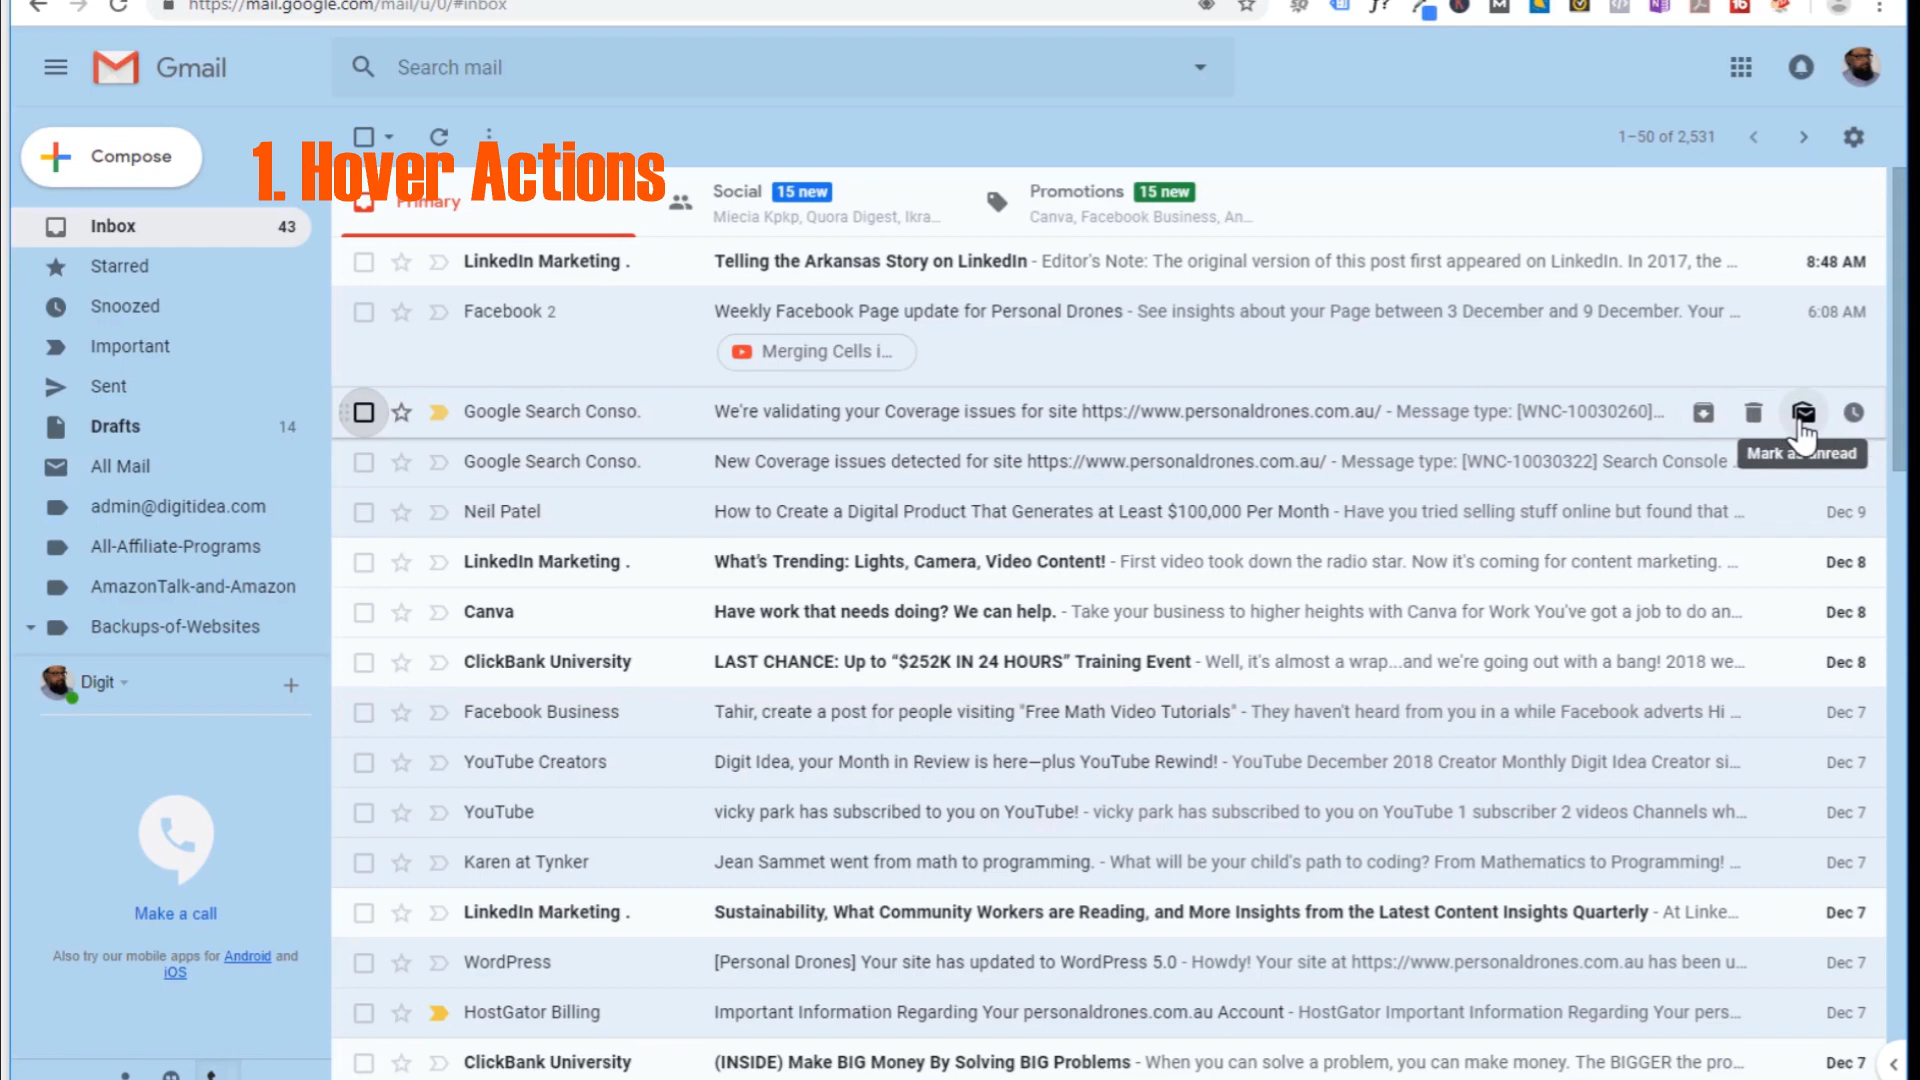 https://mail.google.com/mail/u/0/#inbox
Gmail
Search mail
Compose
1. Hover Actions
1–50 of 2,531
Primary
Social 15 new
Miecia Kpkp, Quora Digest, Ikra...
Promotions 15 new
Canva, Facebook Business, An...
Inbox 43
Starred
Snoozed
Important
Sent
Drafts 14
All Mail
admin@digitidea.com
All-Affiliate-Programs
AmazonTalk-and-Amazon
Backups-of-Websites
Digit
Make a call
Also try our mobile apps for Android and
iOS
LinkedIn Marketing . Telling the Arkansas Story on LinkedIn - Editor's Note: The original version of this post first appeared on LinkedIn. In 2017, the ... 8:48 AM
Facebook 2 Weekly Facebook Page update for Personal Drones - See insights about your Page between 3 December and 9 December. Your ... 6:08 AM
Merging Cells i...
Google Search Conso. We're validating your Coverage issues for site https://www.personaldrones.com.au/ - Message type: [WNC-10030260]...
Mark as unread
Google Search Conso. New Coverage issues detected for site https://www.personaldrones.com.au/ - Message type: [WNC-10030322] Search Console
Neil Patel How to Create a Digital Product That Generates at Least $100,000 Per Month - Have you tried selling stuff online but found that ... Dec 9
LinkedIn Marketing . What's Trending: Lights, Camera, Video Content! - First video took down the radio star. Now it's coming for content marketing. ... Dec 8
Canva Have work that needs doing? We can help. - Take your business to higher heights with Canva for Work You've got a job to do an... Dec 8
ClickBank University LAST CHANCE: Up to “$252K IN 24 HOURS” Training Event - Well, it's almost a wrap...and we're going out with a bang! 2018 we... Dec 8
Facebook Business Tahir, create a post for people visiting "Free Math Video Tutorials" - They haven't heard from you in a while Facebook adverts Hi ... Dec 7
YouTube Creators Digit Idea, your Month in Review is here—plus YouTube Rewind! - YouTube December 2018 Creator Monthly Digit Idea Creator si... Dec 7
YouTube vicky park has subscribed to you on YouTube! - vicky park has subscribed to you on YouTube 1 subscriber 2 videos Channels wh... Dec 7
Karen at Tynker Jean Sammet went from math to programming. - What will be your child's path to coding? From Mathematics to Programming! ... Dec 7
LinkedIn Marketing . Sustainability, What Community Workers are Reading, and More Insights from the Latest Content Insights Quarterly - At Linke... Dec 7
WordPress [Personal Drones] Your site has updated to WordPress 5.0 - Howdy! Your site at https://www.personaldrones.com.au has been u... Dec 7
HostGator Billing Important Information Regarding Your personaldrones.com.au Account - HostGator Important Information Regarding Your pers... Dec 7
ClickBank University (INSIDE) Make BIG Money By Solving BIG Problems - When you can solve a problem, you can make money. The BIGGER the pro... Dec 7